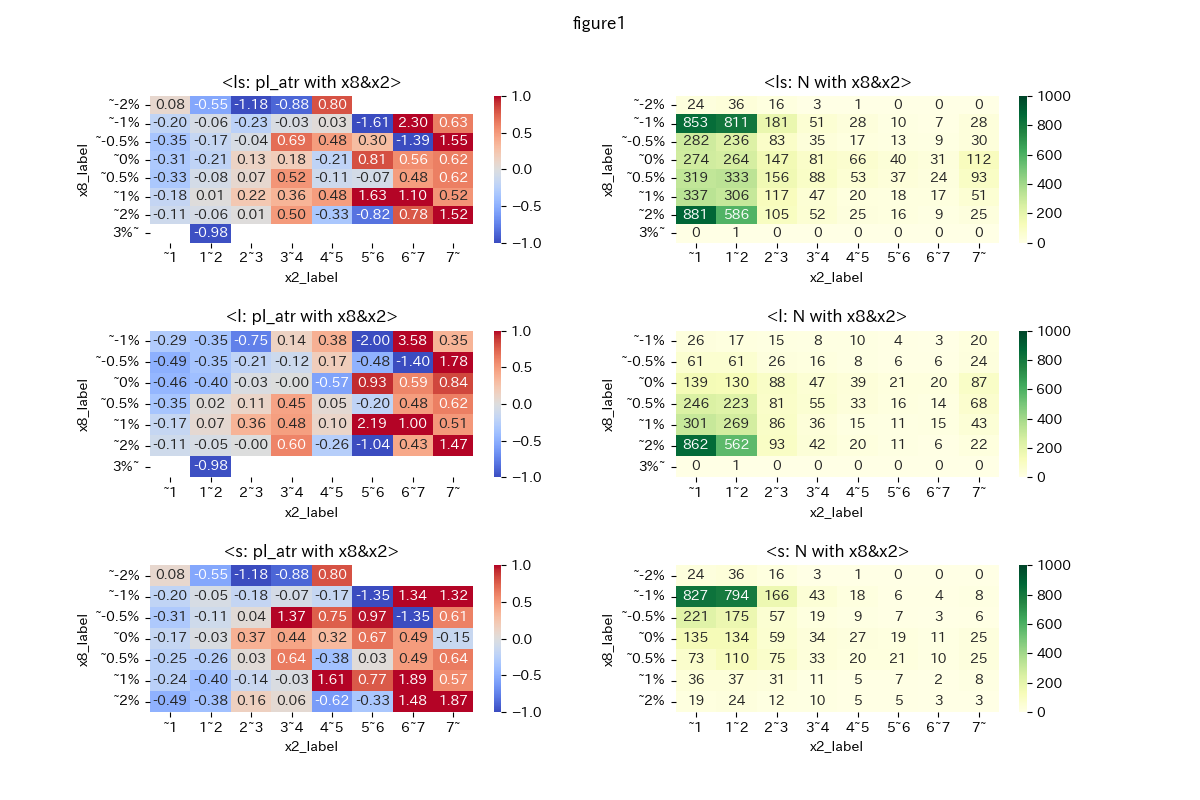 figure1
<ls: pl_atr with x8&x2>
x8_label
~-2% 0.08 -0.55 -1.18 -0.88 0.80
~-1% -0.20 -0.06 -0.23 -0.03 0.03 -1.61 2.30 0.63
~-0.5% -0.35 -0.17 -0.04 0.69 0.48 0.30 -1.39 1.55
~0% -0.31 -0.21 0.13 0.18 -0.21 0.81 0.56 0.62
~0.5% -0.33 -0.08 0.07 0.52 -0.11 -0.07 0.48 0.62
~1% -0.18 0.01 0.22 0.36 0.48 1.63 1.10 0.52
~2% -0.11 -0.06 0.01 0.50 -0.33 -0.82 0.78 1.52
3%~ -0.98
~1 1~2 2~3 3~4 4~5 5~6 6~7 7~
x2_label
1.0
0.5
0.0
−0.5
−1.0
<ls: N with x8&x2>
x8_label
~-2% 24 36 16 3 1 0 0 0
~-1% 853 811 181 51 28 10 7 28
~-0.5% 282 236 83 35 17 13 9 30
~0% 274 264 147 81 66 40 31 112
~0.5% 319 333 156 88 53 37 24 93
~1% 337 306 117 47 20 18 17 51
~2% 881 586 105 52 25 16 9 25
3%~ 0 1 0 0 0 0 0 0
~1 1~2 2~3 3~4 4~5 5~6 6~7 7~
x2_label
1000
800
600
400
200
0
<l: pl_atr with x8&x2>
x8_label
~-1% -0.29 -0.35 -0.75 0.14 0.38 -2.00 3.58 0.35
~-0.5% -0.49 -0.35 -0.21 -0.12 0.17 -0.48 -1.40 1.78
~0% -0.46 -0.40 -0.03 -0.00 -0.57 0.93 0.59 0.84
~0.5% -0.35 0.02 0.11 0.45 0.05 -0.20 0.48 0.62
~1% -0.17 0.07 0.36 0.48 0.10 2.19 1.00 0.51
~2% -0.11 -0.05 -0.00 0.60 -0.26 -1.04 0.43 1.47
3%~ -0.98
~1 1~2 2~3 3~4 4~5 5~6 6~7 7~
x2_label
1.0
0.5
0.0
−0.5
−1.0
<l: N with x8&x2>
x8_label
~-1% 26 17 15 8 10 4 3 20
~-0.5% 61 61 26 16 8 6 6 24
~0% 139 130 88 47 39 21 20 87
~0.5% 246 223 81 55 33 16 14 68
~1% 301 269 86 36 15 11 15 43
~2% 862 562 93 42 20 11 6 22
3%~ 0 1 0 0 0 0 0 0
~1 1~2 2~3 3~4 4~5 5~6 6~7 7~
x2_label
1000
800
600
400
200
0
<s: pl_atr with x8&x2>
x8_label
~-2% 0.08 -0.55 -1.18 -0.88 0.80
~-1% -0.20 -0.05 -0.18 -0.07 -0.17 -1.35 1.34 1.32
~-0.5% -0.31 -0.11 0.04 1.37 0.75 0.97 -1.35 0.61
~0% -0.17 -0.03 0.37 0.44 0.32 0.67 0.49 -0.15
~0.5% -0.25 -0.26 0.03 0.64 -0.38 0.03 0.49 0.64
~1% -0.24 -0.40 -0.14 -0.03 1.61 0.77 1.89 0.57
~2% -0.49 -0.38 0.16 0.06 -0.62 -0.33 1.48 1.87
~1 1~2 2~3 3~4 4~5 5~6 6~7 7~
x2_label
1.0
0.5
0.0
−0.5
−1.0
<s: N with x8&x2>
x8_label
~-2% 24 36 16 3 1 0 0 0
~-1% 827 794 166 43 18 6 4 8
~-0.5% 221 175 57 19 9 7 3 6
~0% 135 134 59 34 27 19 11 25
~0.5% 73 110 75 33 20 21 10 25
~1% 36 37 31 11 5 7 2 8
~2% 19 24 12 10 5 5 3 3
~1 1~2 2~3 3~4 4~5 5~6 6~7 7~
x2_label
1000
800
600
400
200
0